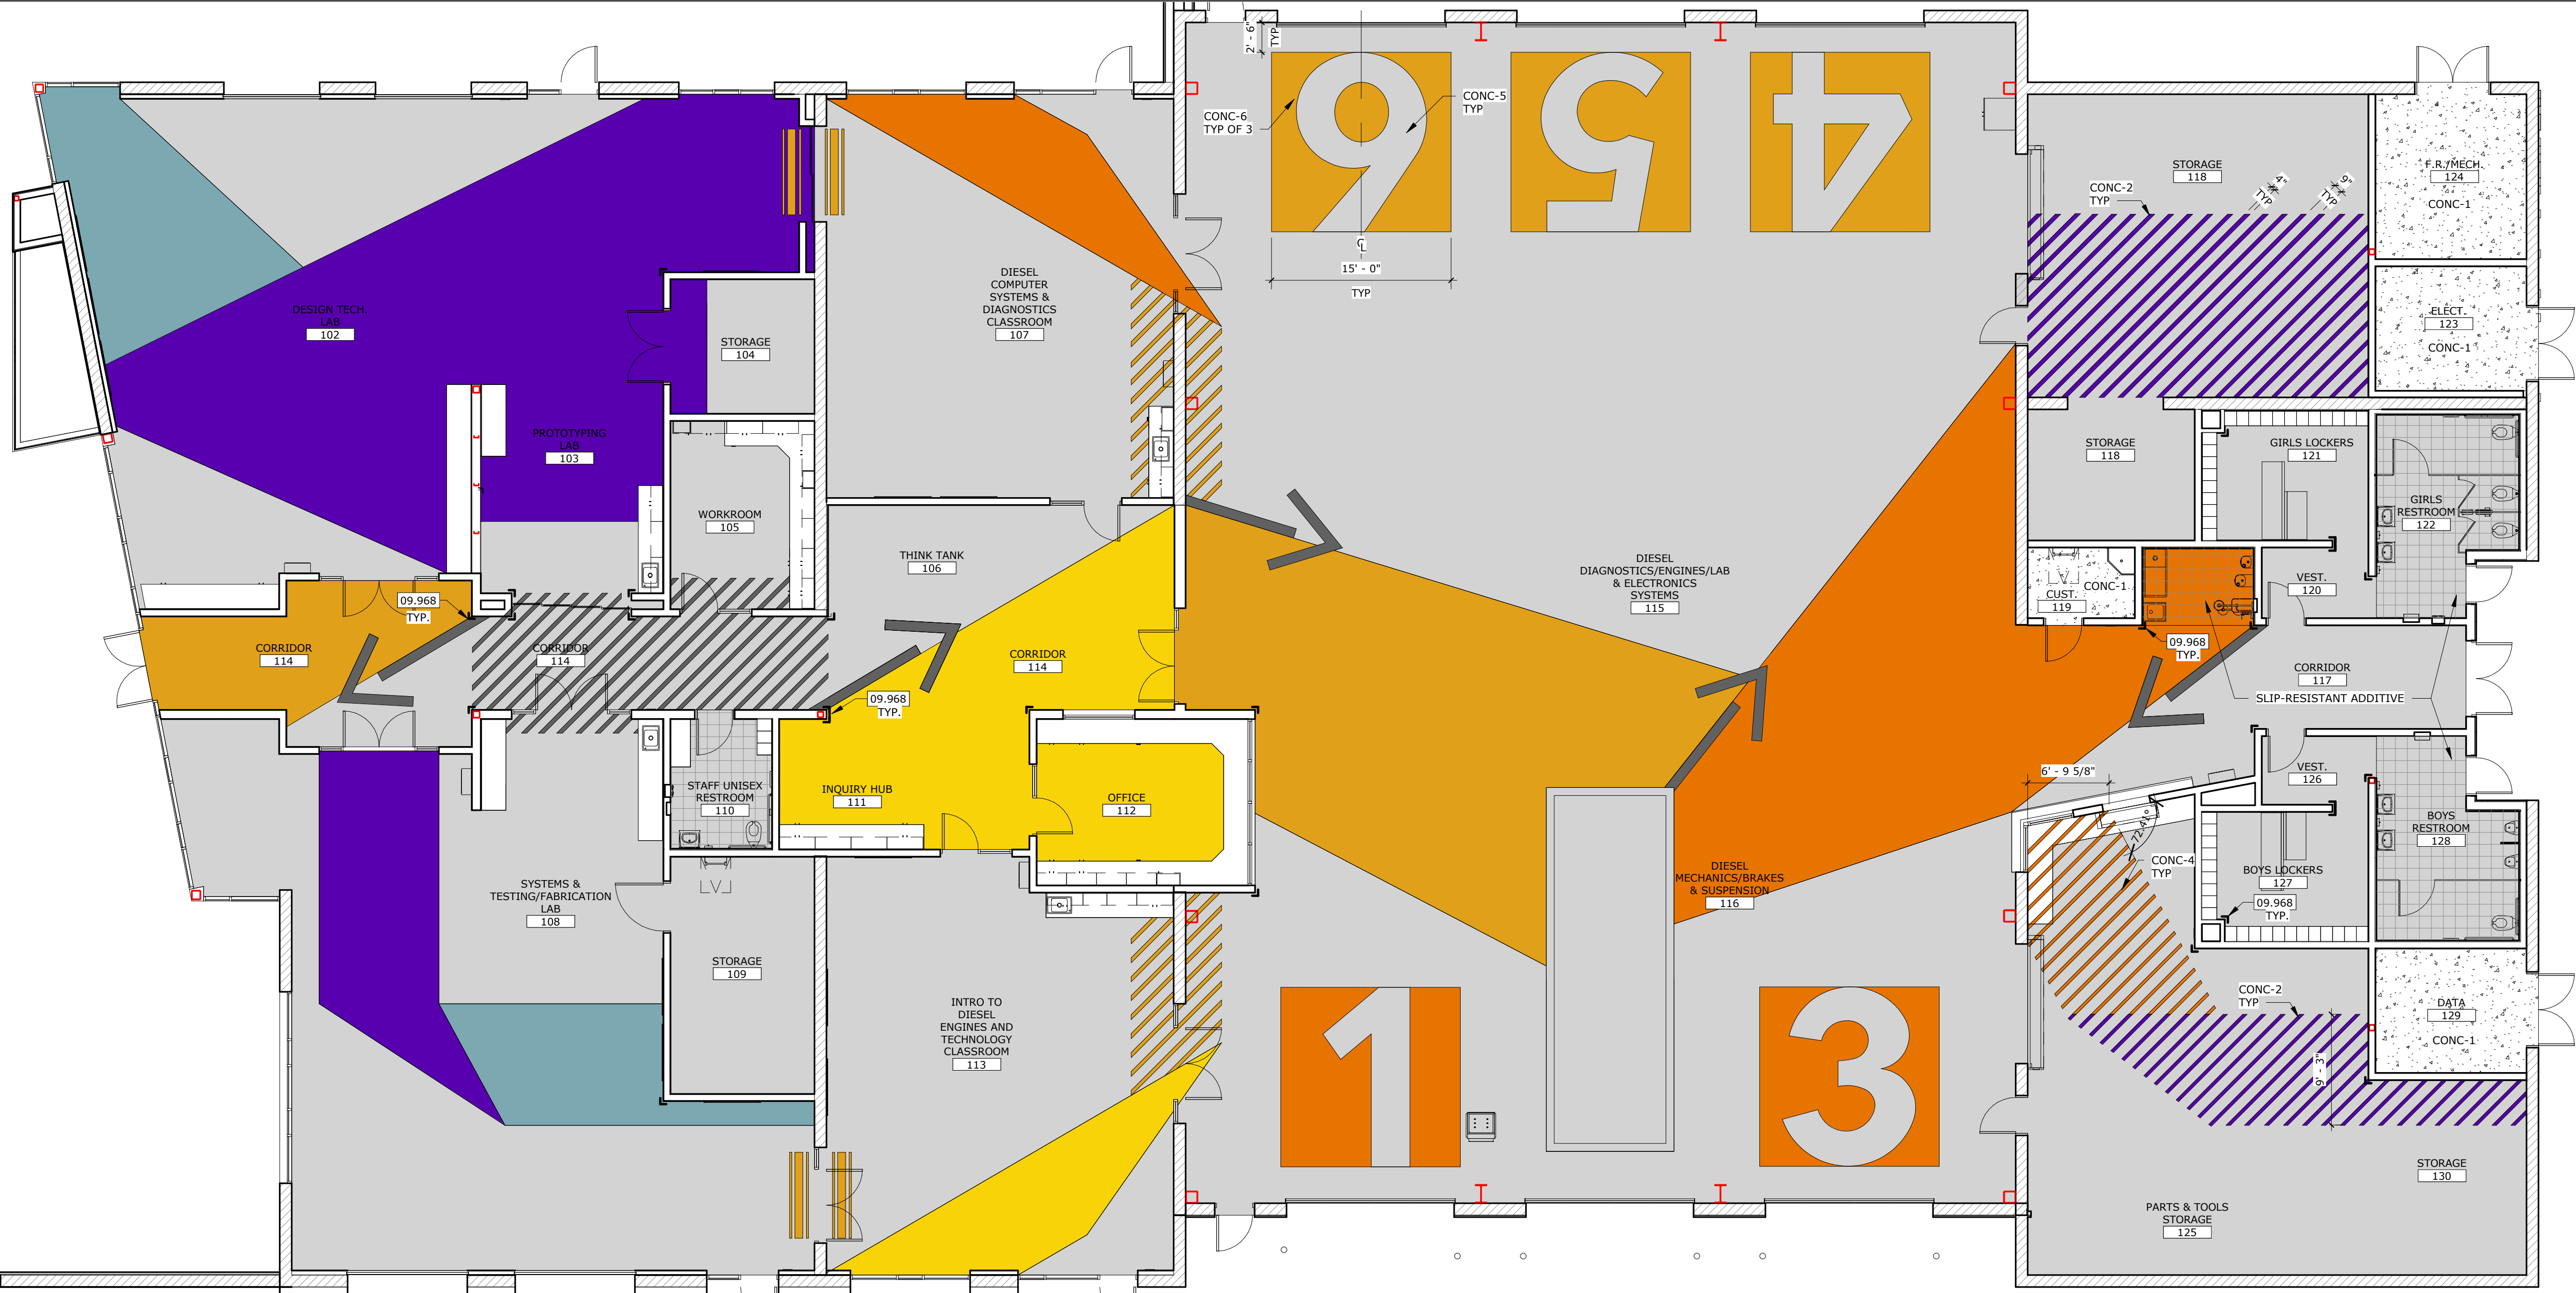 2' - 6"
TYP
6
5
4
CONC-6
TYP OF 3
CONC-5
TYP
℄
15' - 0"
TYP
STORAGE
118
CONC-2
TYP
4"
TYP
9"
TYP
F.R./MECH.
124
CONC-1
ELECT.
123
CONC-1
DESIGN TECH.
LAB
102
STORAGE
104
DIESEL
COMPUTER
SYSTEMS &
DIAGNOSTICS
CLASSROOM
107
PROTOTYPING
LAB
103
WORKROOM
105
THINK TANK
106
DIESEL
DIAGNOSTICS/ENGINES/LAB
& ELECTRONICS
SYSTEMS
115
STORAGE
118
GIRLS LOCKERS
121
GIRLS
RESTROOM
122
CONC-1
CUST.
119
VEST.
120
09.968
TYP.
CORRIDOR
114
CORRIDOR
114
CORRIDOR
114
09.968
TYP.
09.968
TYP.
CORRIDOR
117
SLIP-RESISTANT ADDITIVE
STAFF UNISEX
RESTROOM
110
INQUIRY HUB
111
OFFICE
112
6' - 9 5/8"
72.41°
VEST.
126
BOYS
RESTROOM
128
CONC-4
TYP
BOYS LOCKERS
127
09.968
TYP.
DIESEL
MECHANICS/BRAKES
& SUSPENSION
116
SYSTEMS &
TESTING/FABRICATION
LAB
108
STORAGE
109
INTRO TO
DIESEL
ENGINES AND
TECHNOLOGY
CLASSROOM
113
1
3
CONC-2
TYP
9' - 3"
DATA
129
CONC-1
STORAGE
130
PARTS & TOOLS
STORAGE
125